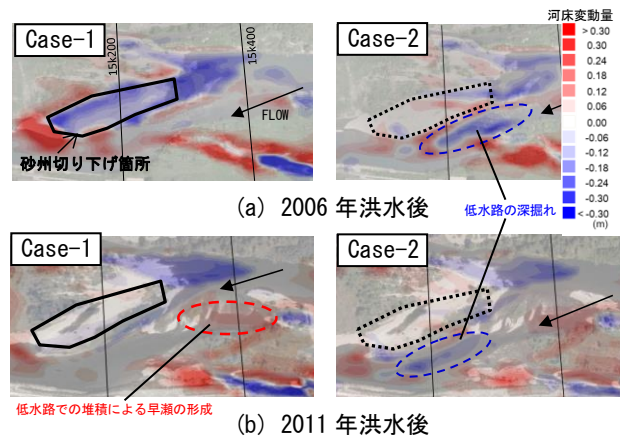 河床変動量
Case-1
15k200
15k400
FLOW
砂州切り下げ箇所
Case-2
> 0.30
0.30
0.24
0.18
0.12
0.06
0.00
-0.06
-0.12
-0.18
-0.24
-0.30
<-0.30
(m)
(a) 2006 年洪水後
低水路の深掘れ
Case-1
Case-2
低水路での堆積による早瀬の形成
(b) 2011 年洪水後